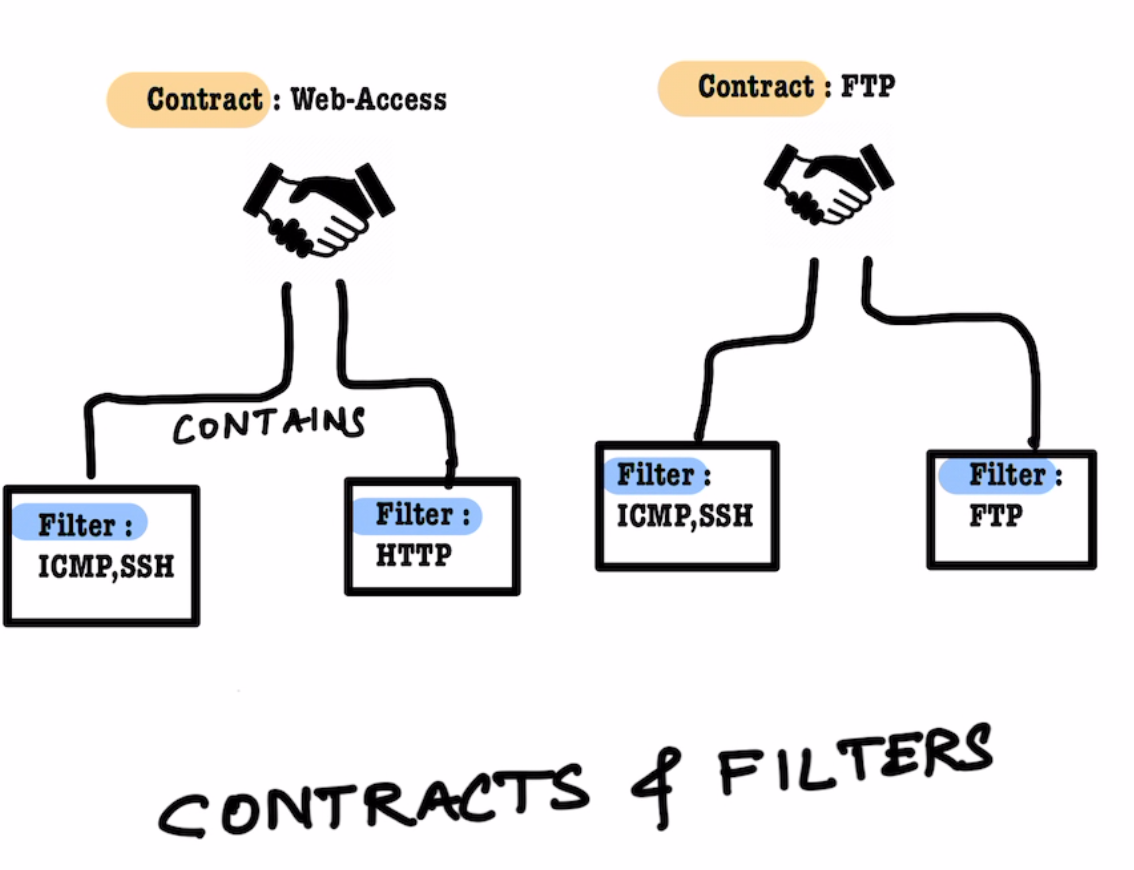 Contract : Web-Access
Contract : FTP
CONTAINS
Filter :
ICMP,SSH
Filter :
HTTP
Filter :
ICMP,SSH
Filter :
FTP
CONTRACTS & FILTERS